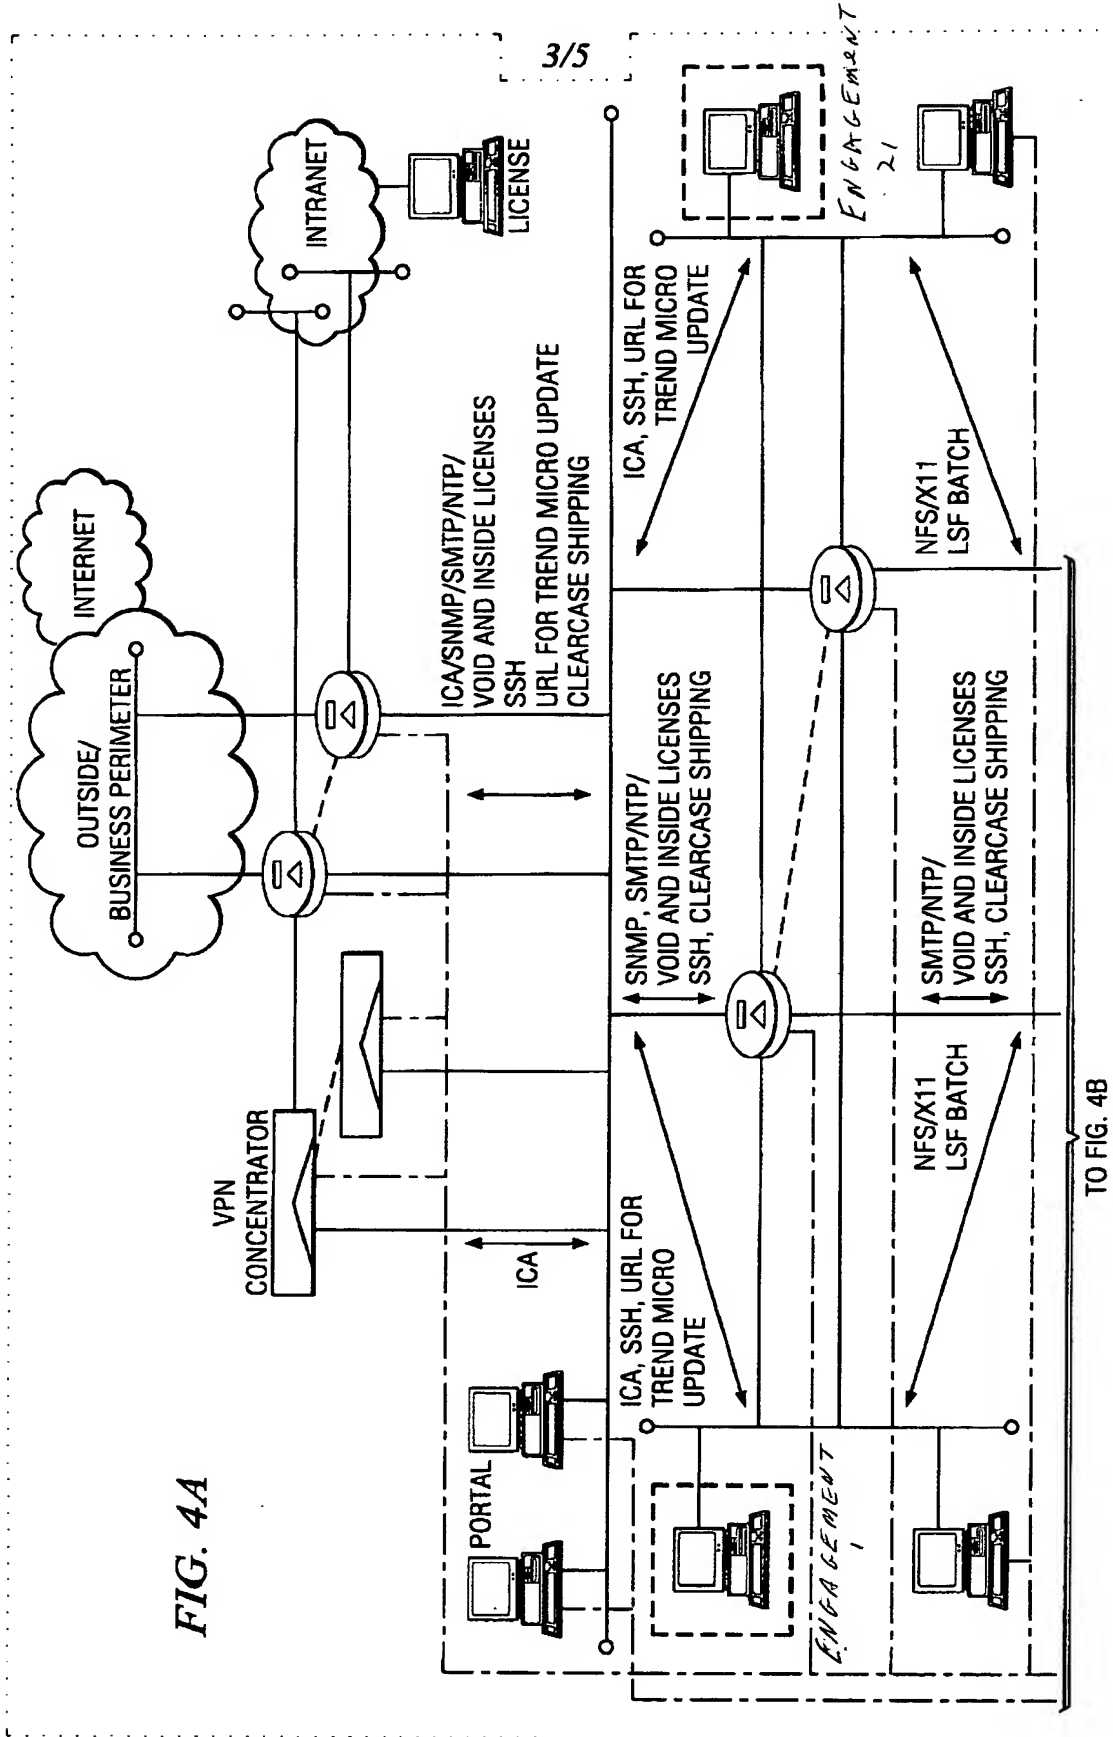 3/5
FIG. 4A
INTERNET
OUTSIDE/
BUSINESS PERIMETER
INTRANET
LICENSE
VPN
CONCENTRATOR
ICA/SNMP/SMTP/NTP/
VOID AND INSIDE LICENSES
SSH
URL FOR TREND MICRO UPDATE
CLEARCASE SHIPPING
PORTAL
ICA
ICA, SSH, URL FOR
TREND MICRO
UPDATE
SNMP, SMTP/NTP/
VOID AND INSIDE LICENSES
SSH, CLEARCASE SHIPPING
ICA, SSH, URL FOR
TREND MICRO
UPDATE
ENGAGEMENT
1
ENGAGEMENT
21
NFS/X11
LSF BATCH
SMTP/NTP/
VOID AND INSIDE LICENSES
SSH, CLEARCASE SHIPPING
NFS/X11
LSF BATCH
TO FIG. 4B